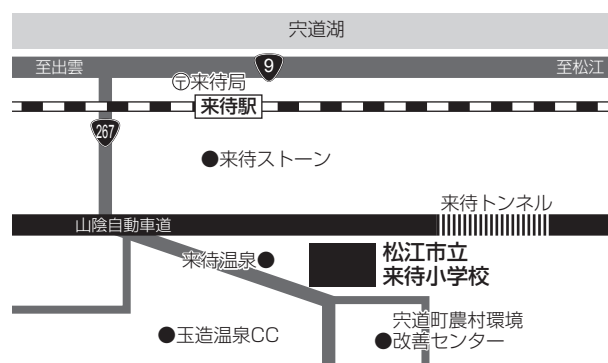 宍道湖
至出雲
9
至松江
〶来待局
来待駅
267
●来待ストーン
来待トンネル
山陰自動車道
来待温泉●
松江市立
来待小学校
宍道町農村環境
●改善センター
●玉造温泉CC